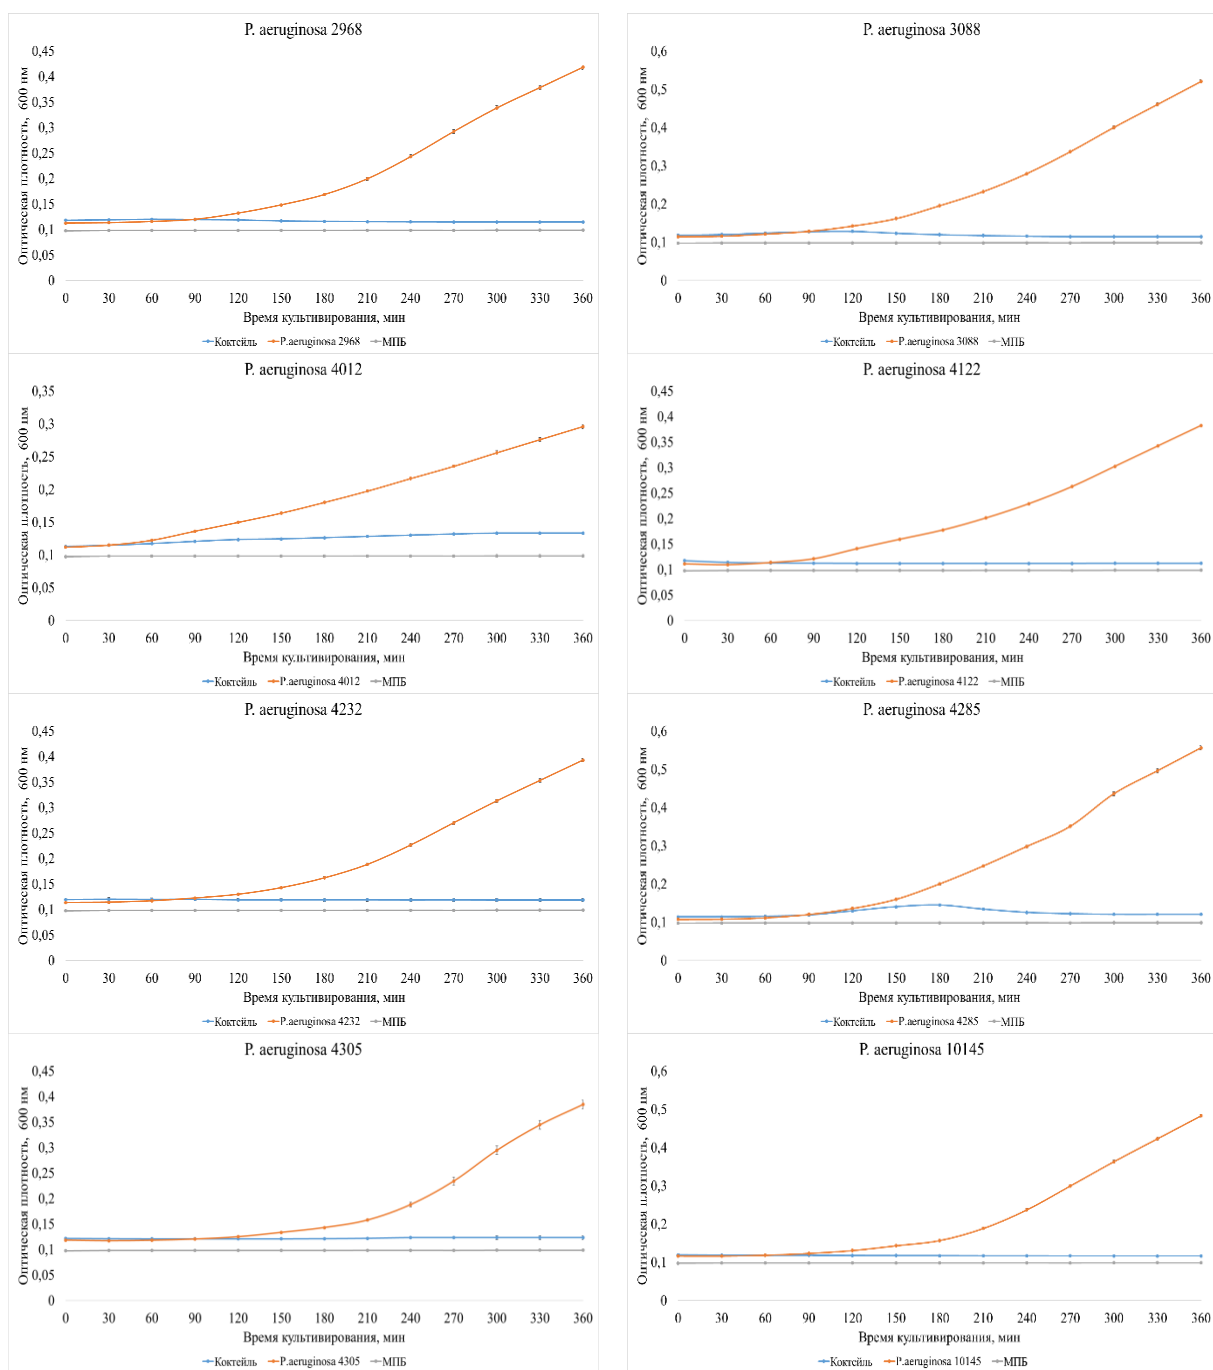 P. aeruginosa 2968
Оптическая плотность, 600 нм
0,45
0,4
0,35
0,3
0,25
0,2
0,15
0,1
0,05
0
0 30 60 90 120 150 180 210 240 270 300 330 360
Время культивирования, мин
Коктейль P.aeruginosa 2968 МПБ
P. aeruginosa 3088
Оптическая плотность, 600 нм
0,6
0,5
0,4
0,3
0,2
0,1
0
0 30 60 90 120 150 180 210 240 270 300 330 360
Время культивирования, мин
Коктейль P.aeruginosa 3088 МПБ
P. aeruginosa 4012
Оптическая плотность, 600 нм
0,35
0,3
0,25
0,2
0,15
0,1
0,05
0
0 30 60 90 120 150 180 210 240 270 300 330 360
Время культивирования, мин
Коктейль P.aeruginosa 4012 МПБ
P. aeruginosa 4122
Оптическая плотность, 600 нм
0,45
0,4
0,35
0,3
0,25
0,2
0,15
0,1
0,05
0
0 30 60 90 120 150 180 210 240 270 300 330 360
Время культивирования, мин
Коктейль P.aeruginosa 4122 МПБ
P. aeruginosa 4232
Оптическая плотность, 600 нм
0,45
0,4
0,35
0,3
0,25
0,2
0,15
0,1
0,05
0
0 30 60 90 120 150 180 210 240 270 300 330 360
Время культивирования, мин
Коктейль P.aeruginosa 4232 МПБ
P. aeruginosa 4285
Оптическая плотность, 600 нм
0,6
0,5
0,4
0,3
0,2
0,1
0
0 30 60 90 120 150 180 210 240 270 300 330 360
Время культивирования, мин
Коктейль P.aeruginosa 4285 МПБ
P. aeruginosa 4305
Оптическая плотность, 600 нм
0,45
0,4
0,35
0,3
0,25
0,2
0,15
0,1
0,05
0
0 30 60 90 120 150 180 210 240 270 300 330 360
Время культивирования, мин
Коктейль P.aeruginosa 4305 МПБ
P. aeruginosa 10145
Оптическая плотность, 600 нм
0,6
0,5
0,4
0,3
0,2
0,1
0
0 30 60 90 120 150 180 210 240 270 300 330 360
Время культивирования, мин
Коктейль P.aeruginosa 10145 МПБ